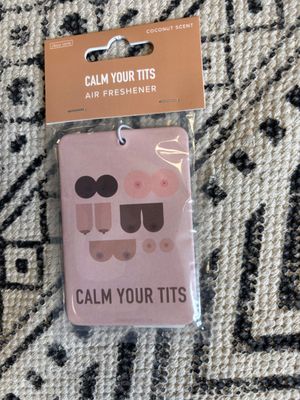 COCONUT SCENT
CALM YOUR TITS
AIR FRESHENER
CALM YOUR TITS